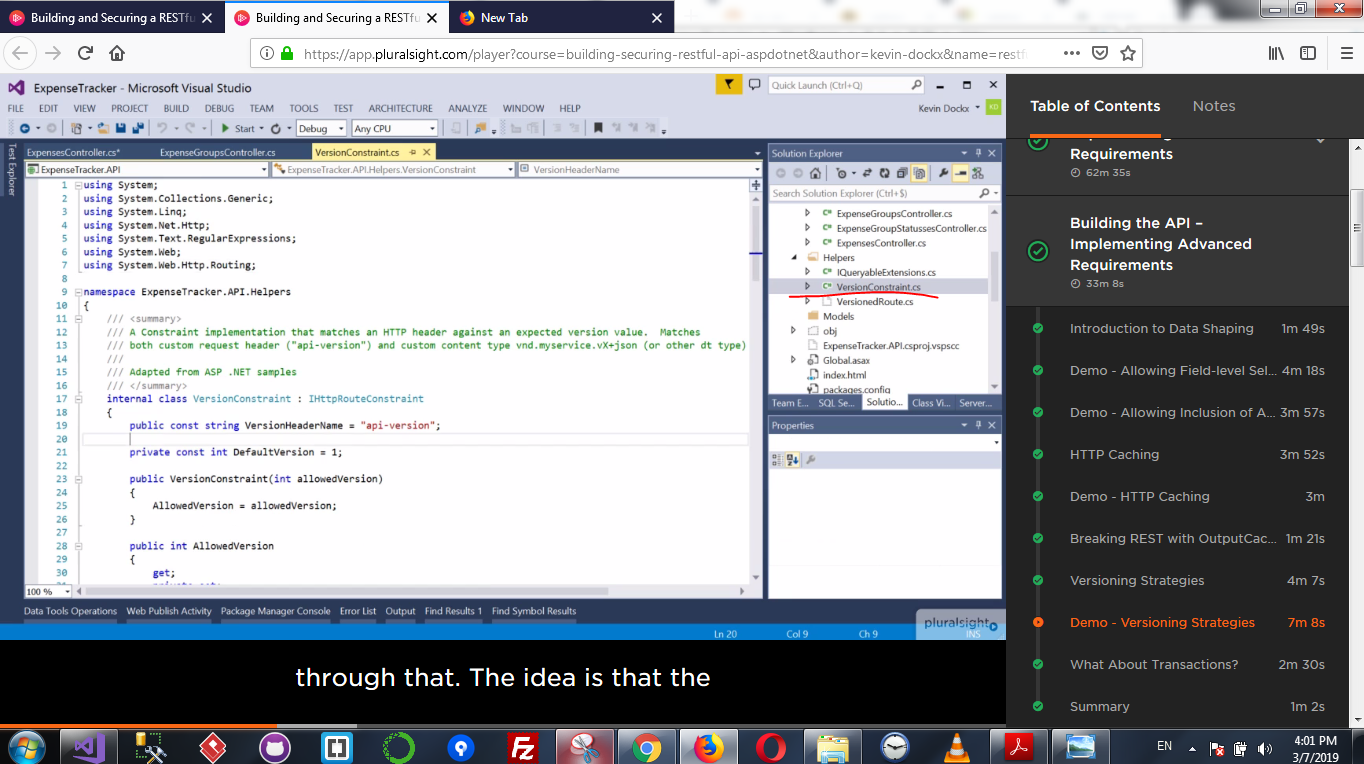 Building and Securing a RESTfu
Building and Securing a RESTfu
New Tab
https://app.pluralsight.com/player?course=building-securing-restful-api-aspdotnet&author=kevin-dockx&name=restf
ExpenseTracker - Microsoft Visual Studio
Quick Launch (Ctrl+Q)
FILE EDIT VIEW PROJECT BUILD DEBUG TEAM TOOLS TEST ARCHITECTURE ANALYZE WINDOW HELP
Kevin Dockx KD
Start Debug Any CPU
Test Explorer
ExpensesController.cs* ExpenseGroupsController.cs VersionConstraint.cs
ExpenseTracker.API ExpenseTracker.API.Helpers.VersionConstraint VersionHeaderName
1 using System;
2 using System.Collections.Generic;
3 using System.Linq;
4 using System.Net.Http;
5 using System.Text.RegularExpressions;
6 using System.Web;
7 using System.Web.Http.Routing;
8
9 namespace ExpenseTracker.API.Helpers
10 {
11 /// <summary>
12 /// A Constraint implementation that matches an HTTP header against an expected version value. Matches
13 /// both custom request header ("api-version") and custom content type vnd.myservice.vX+json (or other dt type)
14 ///
15 /// Adapted from ASP .NET samples
16 /// </summary>
17 internal class VersionConstraint : IHttpRouteConstraint
18 {
19 public const string VersionHeaderName = "api-version";
20
21 private const int DefaultVersion = 1;
22
23 public VersionConstraint(int allowedVersion)
24 {
25 AllowedVersion = allowedVersion;
26 }
27
28 public int AllowedVersion
29 {
30 get;
100 %
Solution Explorer
Search Solution Explorer (Ctrl+$)
ExpenseGroupsController.cs
ExpenseGroupStatussesController.cs
ExpensesController.cs
Helpers
IQueryableExtensions.cs
VersionConstraint.cs
VersionedRoute.cs
Models
obj
ExpenseTracker.API.csproj.vspscc
Global.asax
index.html
packages.config
Team E... SQL Se... Solutio... Class Vi... Server...
Properties
Data Tools Operations Web Publish Activity Package Manager Console Error List Output Find Results 1 Find Symbol Results
pluralsight
Ln 20 Col 9 Ch 9 INS
through that. The idea is that the
Table of Contents Notes
Requirements
62m 35s
Building the API –
Implementing Advanced
Requirements
33m 8s
Introduction to Data Shaping 1m 49s
Demo - Allowing Field-level Sel... 4m 18s
Demo - Allowing Inclusion of A... 3m 57s
HTTP Caching 3m 52s
Demo - HTTP Caching 3m
Breaking REST with OutputCac... 1m 21s
Versioning Strategies 4m 7s
Demo - Versioning Strategies 7m 8s
What About Transactions? 2m 30s
Summary 1m 2s
EN
4:01 PM
3/7/2019